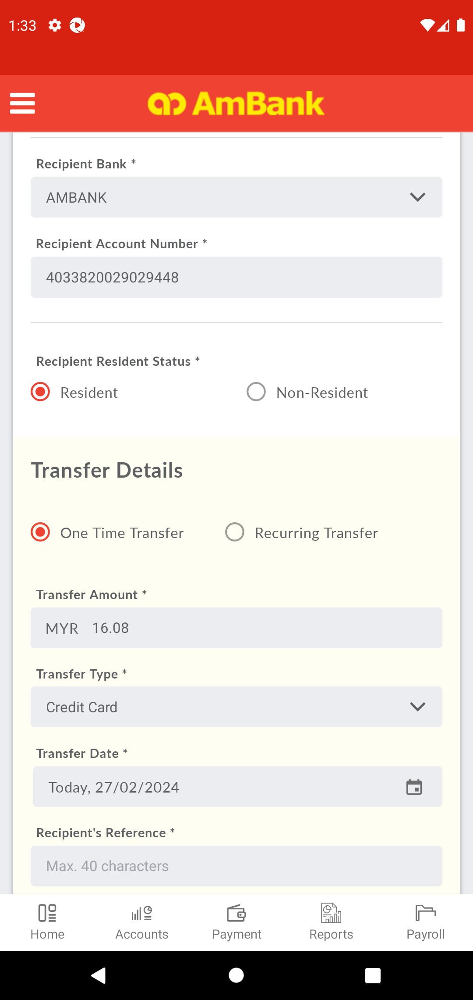 1:33
AmBank
Recipient Bank *
AMBANK
Recipient Account Number *
4033820029029448
Recipient Resident Status *
Resident
Non-Resident
Transfer Details
One Time Transfer
Recurring Transfer
Transfer Amount *
MYR 16.08
Transfer Type *
Credit Card
Transfer Date *
Today, 27/02/2024
Recipient's Reference *
Max. 40 characters
Home
Accounts
Payment
Reports
Payroll